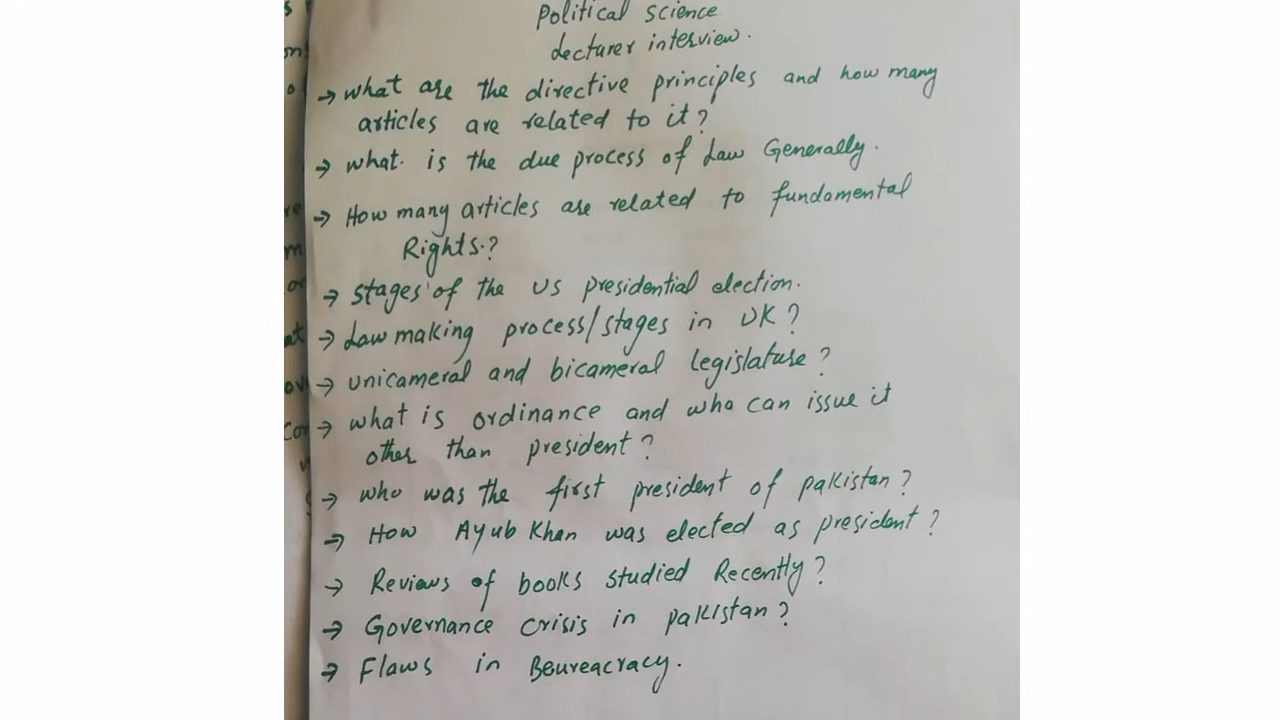 Political science
Lecturer interview.
→ what are the directive principles and how many
articles are related to it?
→ what. is the due process of Law Generally.
→ How many articles are related to fundamental
Rights.?
→ stages of the US presidential election.
→ Law making process/stages in UK?
→ unicameral and bicameral legislature?
→ what is ordinance and who can issue it
other than president?
→ who was the first president of pakistan?
→ How Ayub Khan was elected as president?
→ Reviews of books studied Recently?
→ Governance crisis in pakistan?
→ Flaws in Beureacracy.